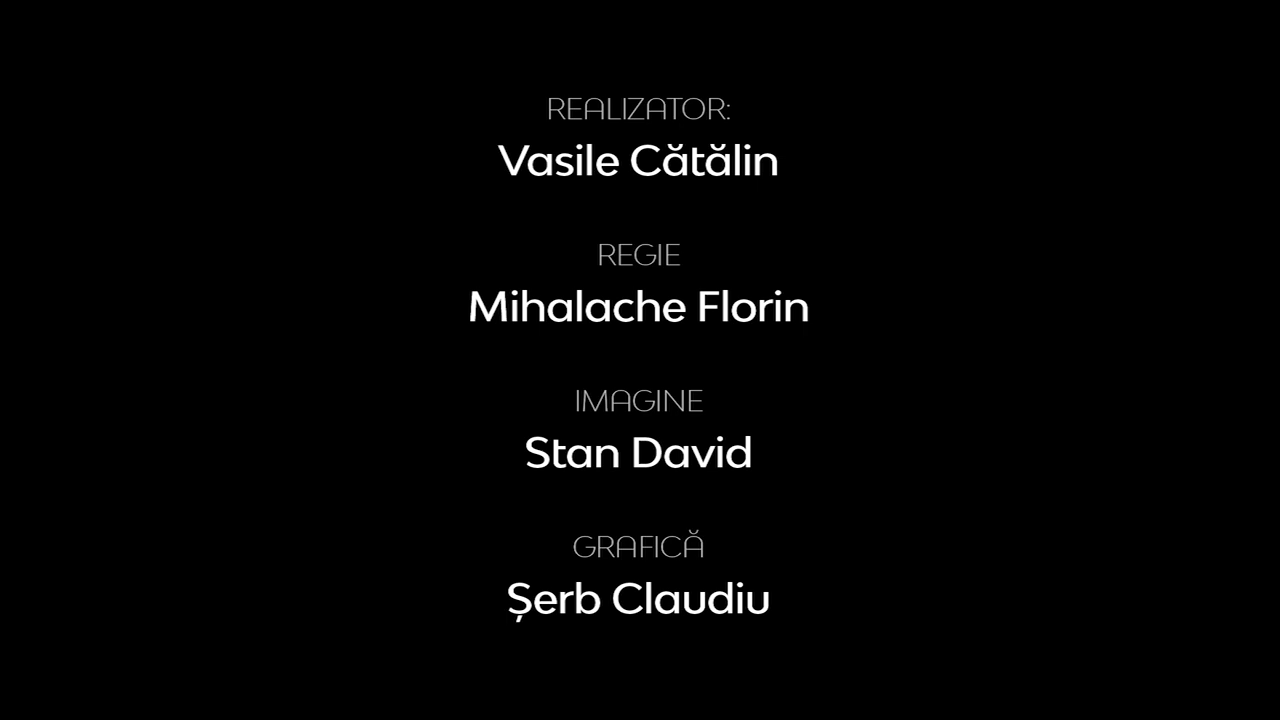 REALIZATOR:
Vasile Cătălin
REGIE
Mihalache Florin
IMAGINE
Stan David
GRAFICĂ
Șerb Claudiu